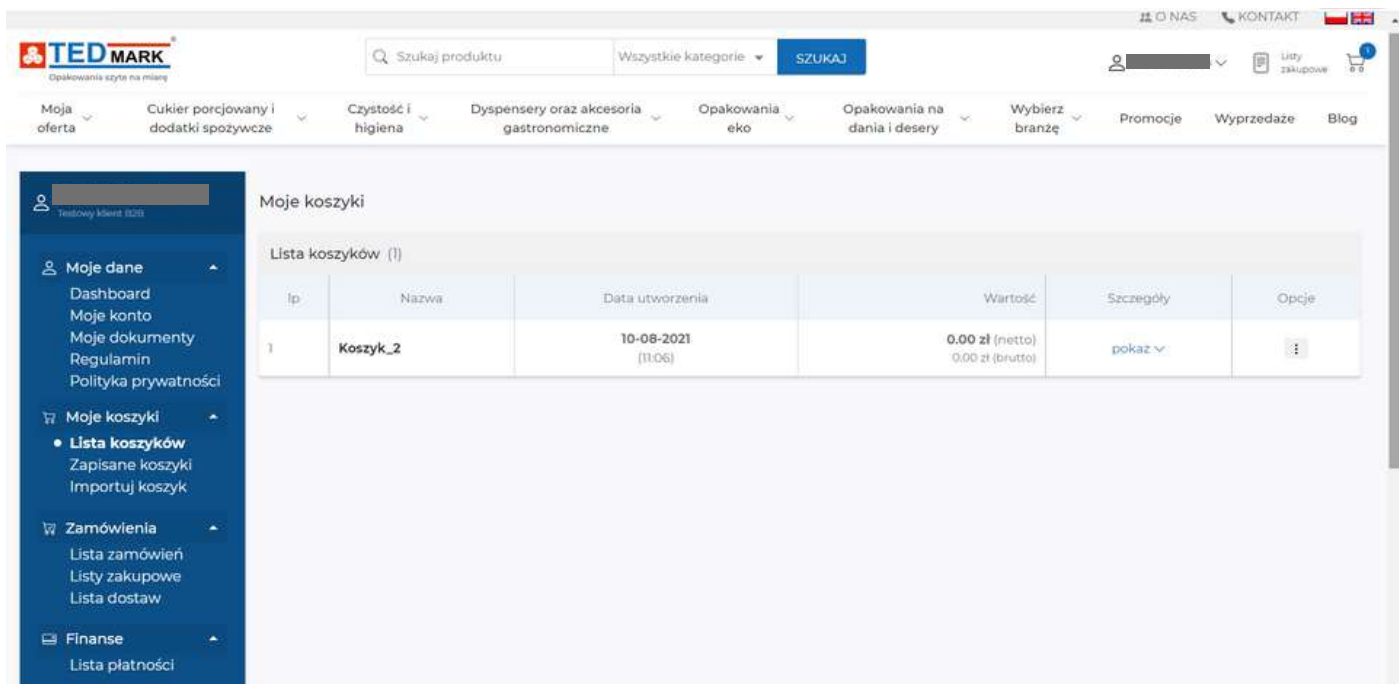 O NAS KONTAKT
TEDMARK®
Opakowania szyte na miarę
Szukaj produktu Wszystkie kategorie SZUKAJ
Listy
zakupowe
1
Moja
oferta
Cukier porcjowany i
dodatki spożywcze
Czystość i
higiena
Dyspensery oraz akcesoria
gastronomiczne
Opakowania
eko
Opakowania na
dania i desery
Wybierz
branżę
Promocje
Wyprzedaże
Blog
Testowy klient B2B
Moje dane
Dashboard
Moje konto
Moje dokumenty
Regulamin
Polityka prywatności
Moje koszyki
Lista koszyków
Zapisane koszyki
Importuj koszyk
Zamówienia
Lista zamówień
Listy zakupowe
Lista dostaw
Finanse
Lista płatności
Moje koszyki
Lista koszyków (1)
lp Nazwa Data utworzenia Wartość Szczegóły Opcje
1 Koszyk_2 10-08-2021 0.00 zł (netto) pokaż
(11:06) 0.00 zł (brutto)